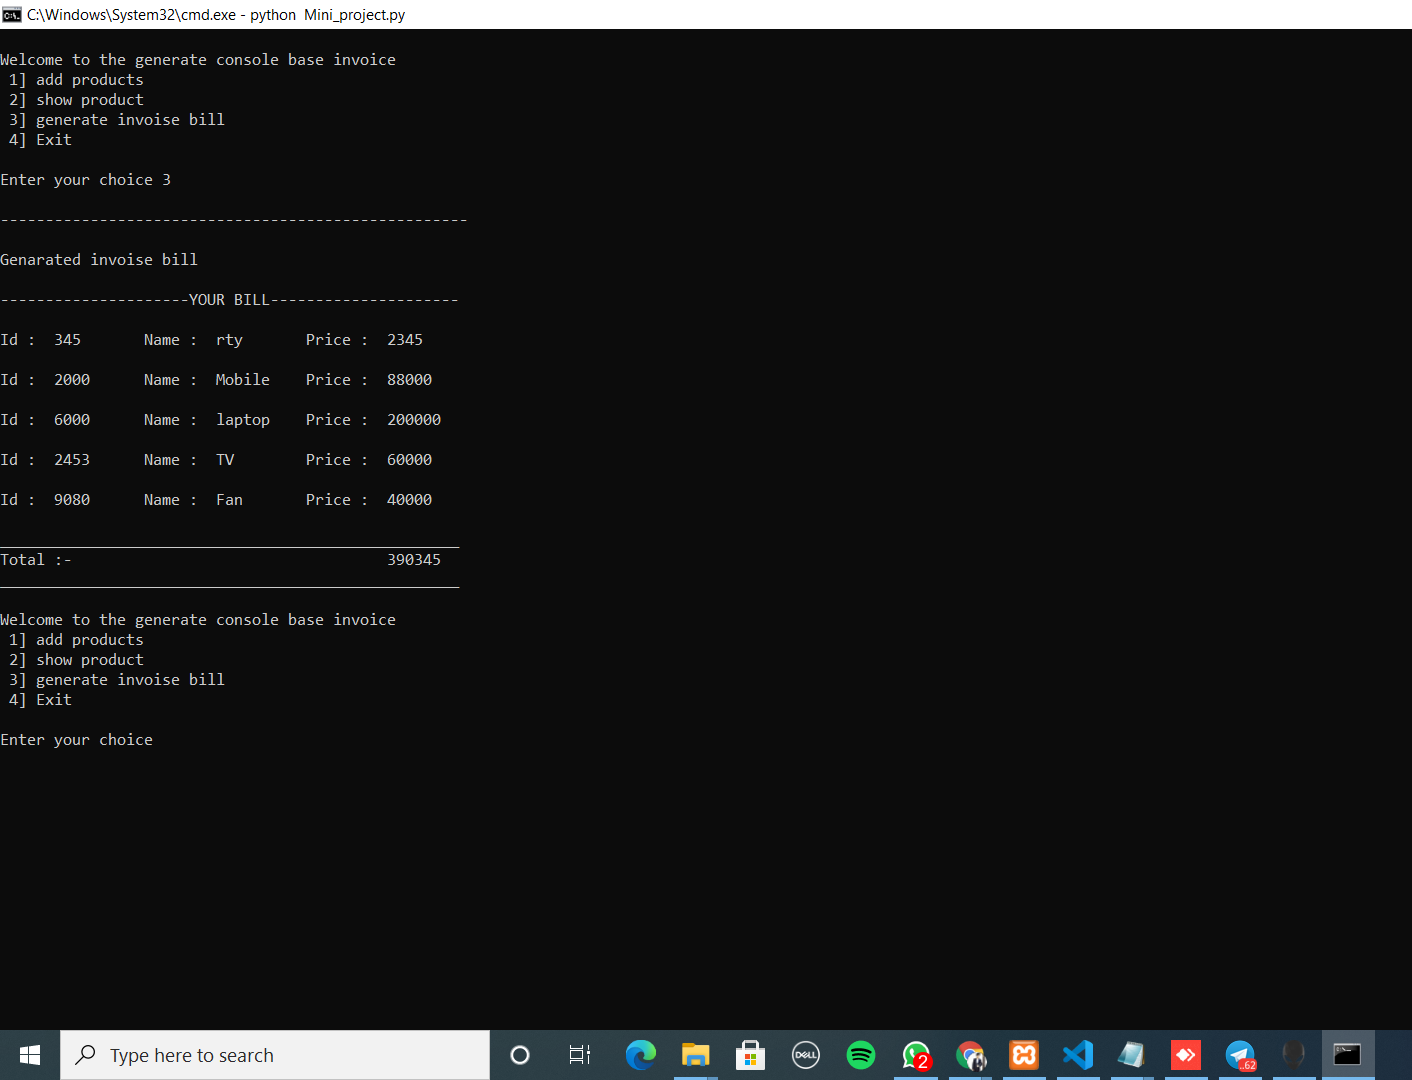 C:\Windows\System32\cmd.exe - python  Mini_project.py
Welcome to the generate console base invoice
1] add products
2] show product
3] generate invoise bill
4] Exit
Enter your choice 3
----------------------------------------------------
Genarated invoise bill
---------------------YOUR BILL---------------------
Id :  345       Name :  rty       Price :  2345
Id :  2000      Name :  Mobile    Price :  88000
Id :  6000      Name :  laptop    Price :  200000
Id :  2453      Name :  TV        Price :  60000
Id :  9080      Name :  Fan       Price :  40000
___________________________________________________
Total :-                                   390345
___________________________________________________
Welcome to the generate console base invoice
1] add products
2] show product
3] generate invoise bill
4] Exit
Enter your choice
Type here to search
DELL
2
..62